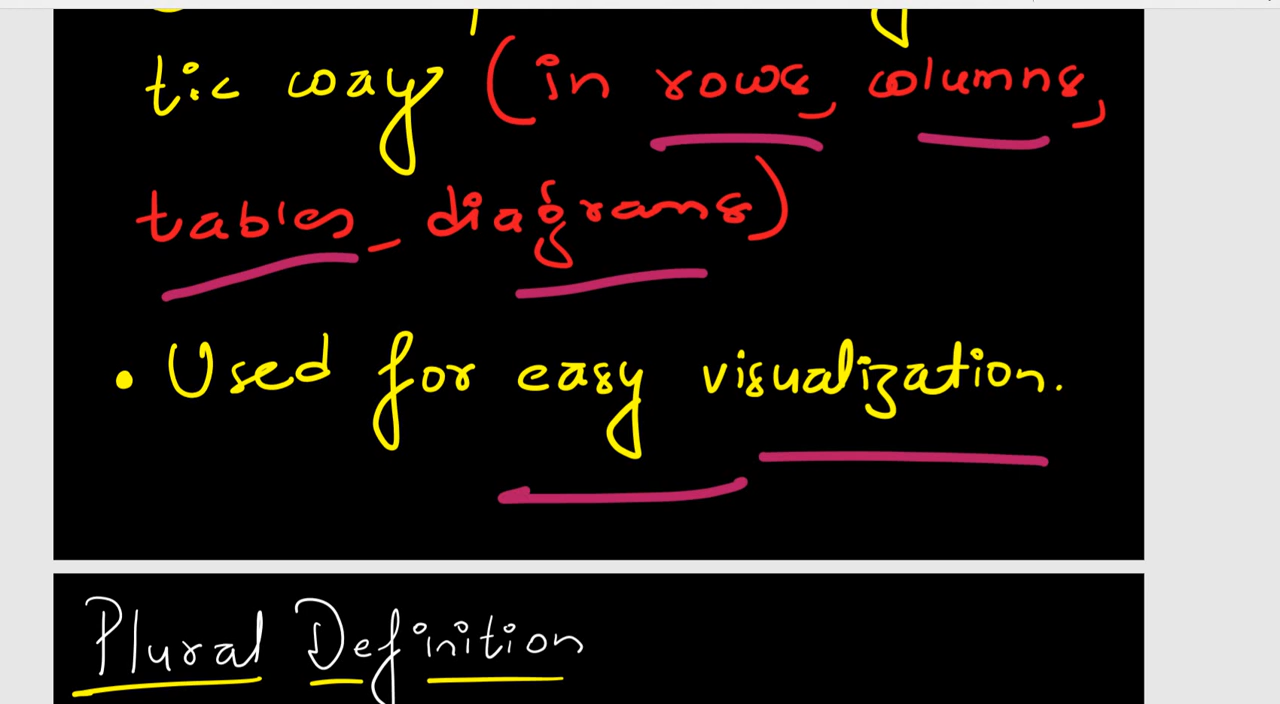 tic way (in rows, columns,
tables, diagrams)
• Used for easy visualization.
Plural Definition